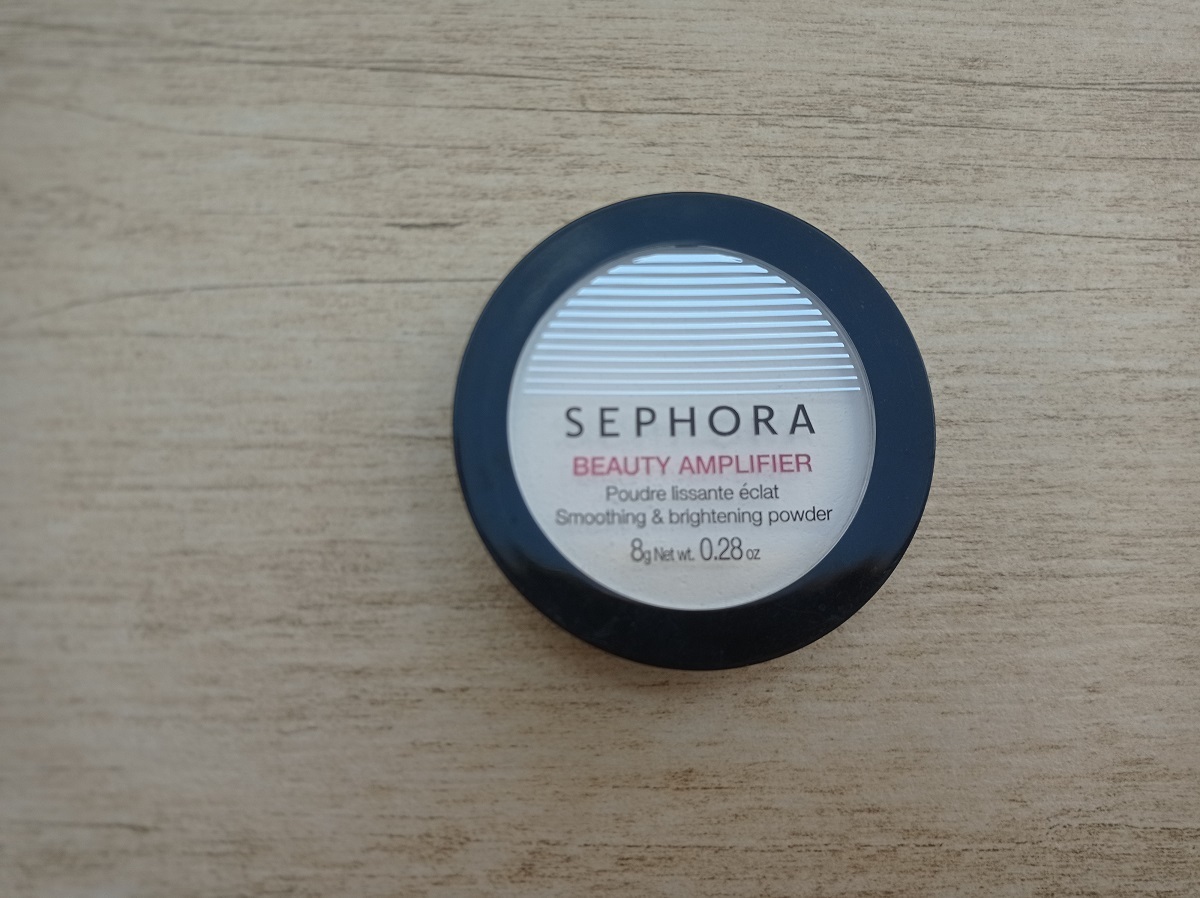 SEPHORA
BEAUTY AMPLIFIER
Poudre lissante éclat
Smoothing & brightening powder
8g Net wt. 0.28 oz